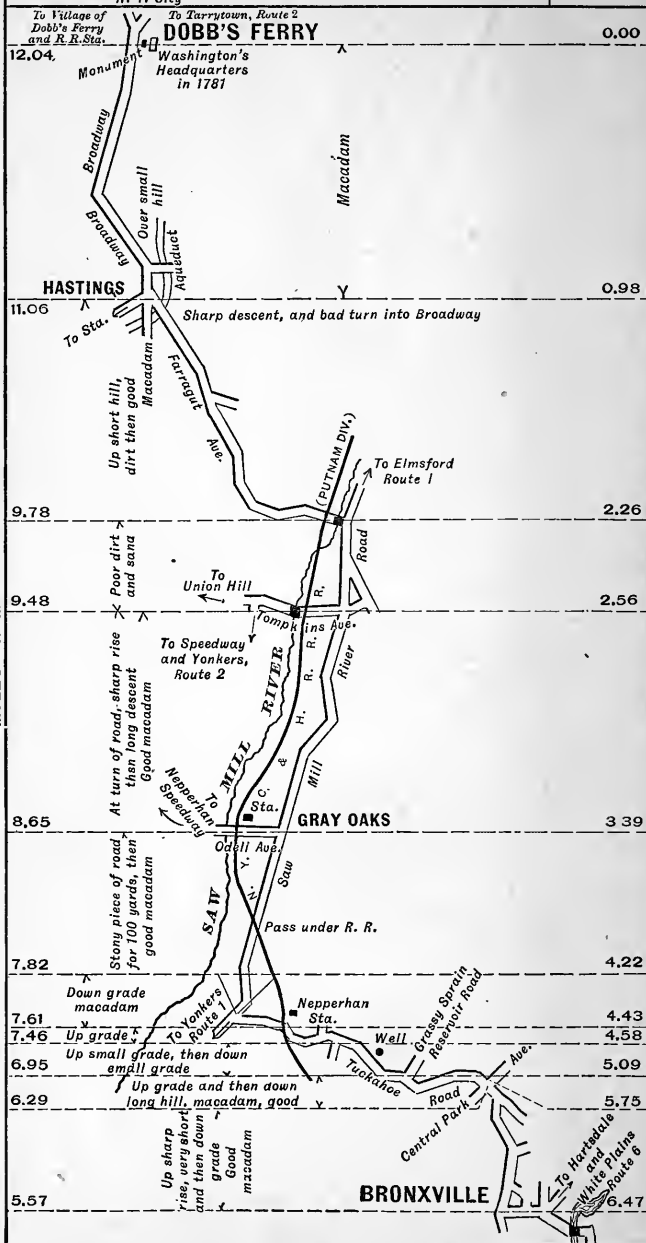 To Village of
Dobb's Ferry
and R.R.Sta.
To Tarrytown, Route 2
DOBB'S FERRY
0.00
12.04
Monument
Washington's
Headquarters
in 1781
Macadam
Broadway
Broadway
Over small
hill
Aqueduct
HASTINGS
0.98
11.06
To Sta.
Sharp descent, and bad turn into Broadway
Macadam
Up short hill,
dirt then good
Farragut
Ave.
(PUTNAM DIV.)
To Elmsford
Route 1
9.78
2.26
Poor dirt
and sana
To
Union Hill
Road
9.48
2.56
Tompkins Ave.
To Speedway
and Yonkers,
Route 2
At turn of road, sharp rise
then long descent
Good macadam
SAW MILL RIVER
N. Y. C. & H. R. R. R.
Saw Mill River
To
Nepperhan
Speedway
Sta.
GRAY OAKS
8.65
3.39
Odell Ave.
Stony piece of road
for 100 yards, then
good macadam
Pass under R. R.
7.82
4.22
Down grade
macadam
Nepperhan
Sta.
7.61
4.43
Up grade
To Yonkers
Route 1
7.46
4.58
Well
Grassy Sprain
Reservoir Road
Up small grade, then down
small grade
6.95
5.09
Tuckahoe
Road
Central Park
Ave.
Up grade and then down
long hill, macadam, good
6.29
5.75
Up sharp
rise, very short
and then down
grade
Good
macadam
BRONXVILLE
To Hartsdale
and
White Plains
Route 6
5.57
6.47